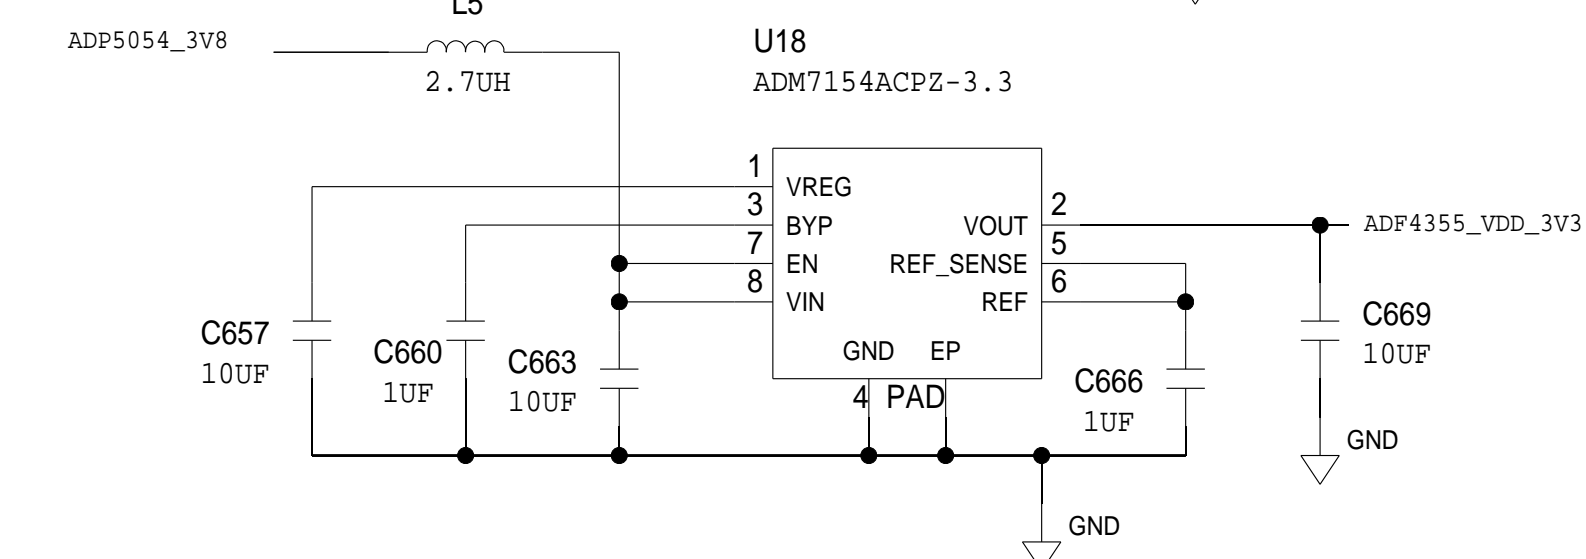 L5
ADP5054_3V8
2.7UH
U18
ADM7154ACPZ-3.3
1
VREG
3
BYP
7
EN
8
VIN
VOUT
2
REF_SENSE
5
REF
6
GND
EP
4
PAD
ADF4355_VDD_3V3
C657
10UF
C660
1UF
C663
10UF
C666
1UF
C669
10UF
GND
GND